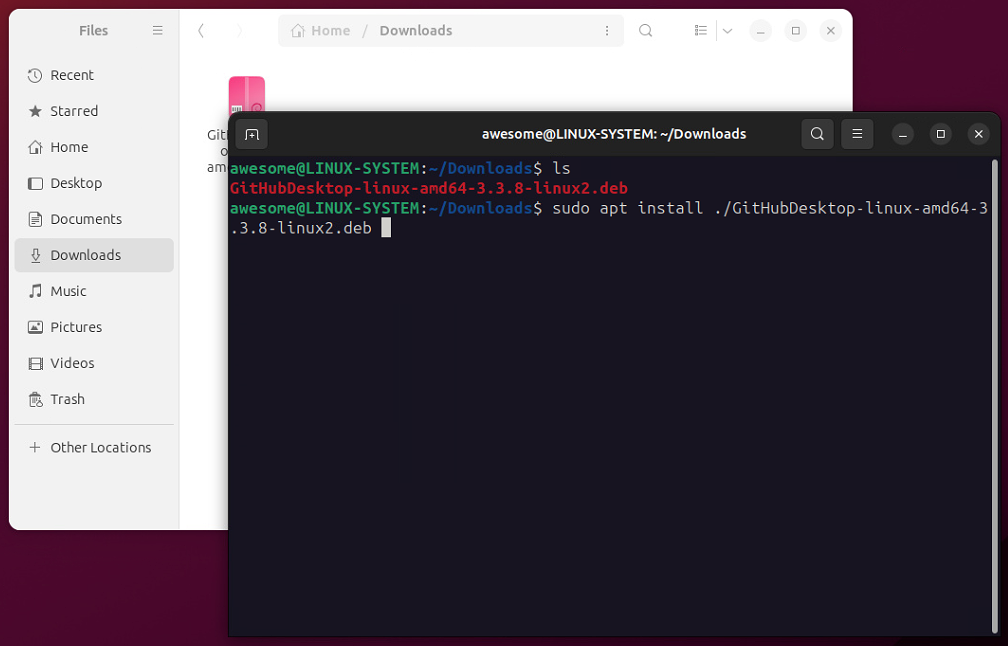 Files
Home / Downloads
Recent
Starred
Home
Desktop
Documents
Downloads
Music
Pictures
Videos
Trash
Other Locations
awesome@LINUX-SYSTEM: ~/Downloads
awesome@LINUX-SYSTEM:~/Downloads$ ls
GitHubDesktop-linux-amd64-3.3.8-linux2.deb
awesome@LINUX-SYSTEM:~/Downloads$ sudo apt install ./GitHubDesktop-linux-amd64-3
.3.8-linux2.deb